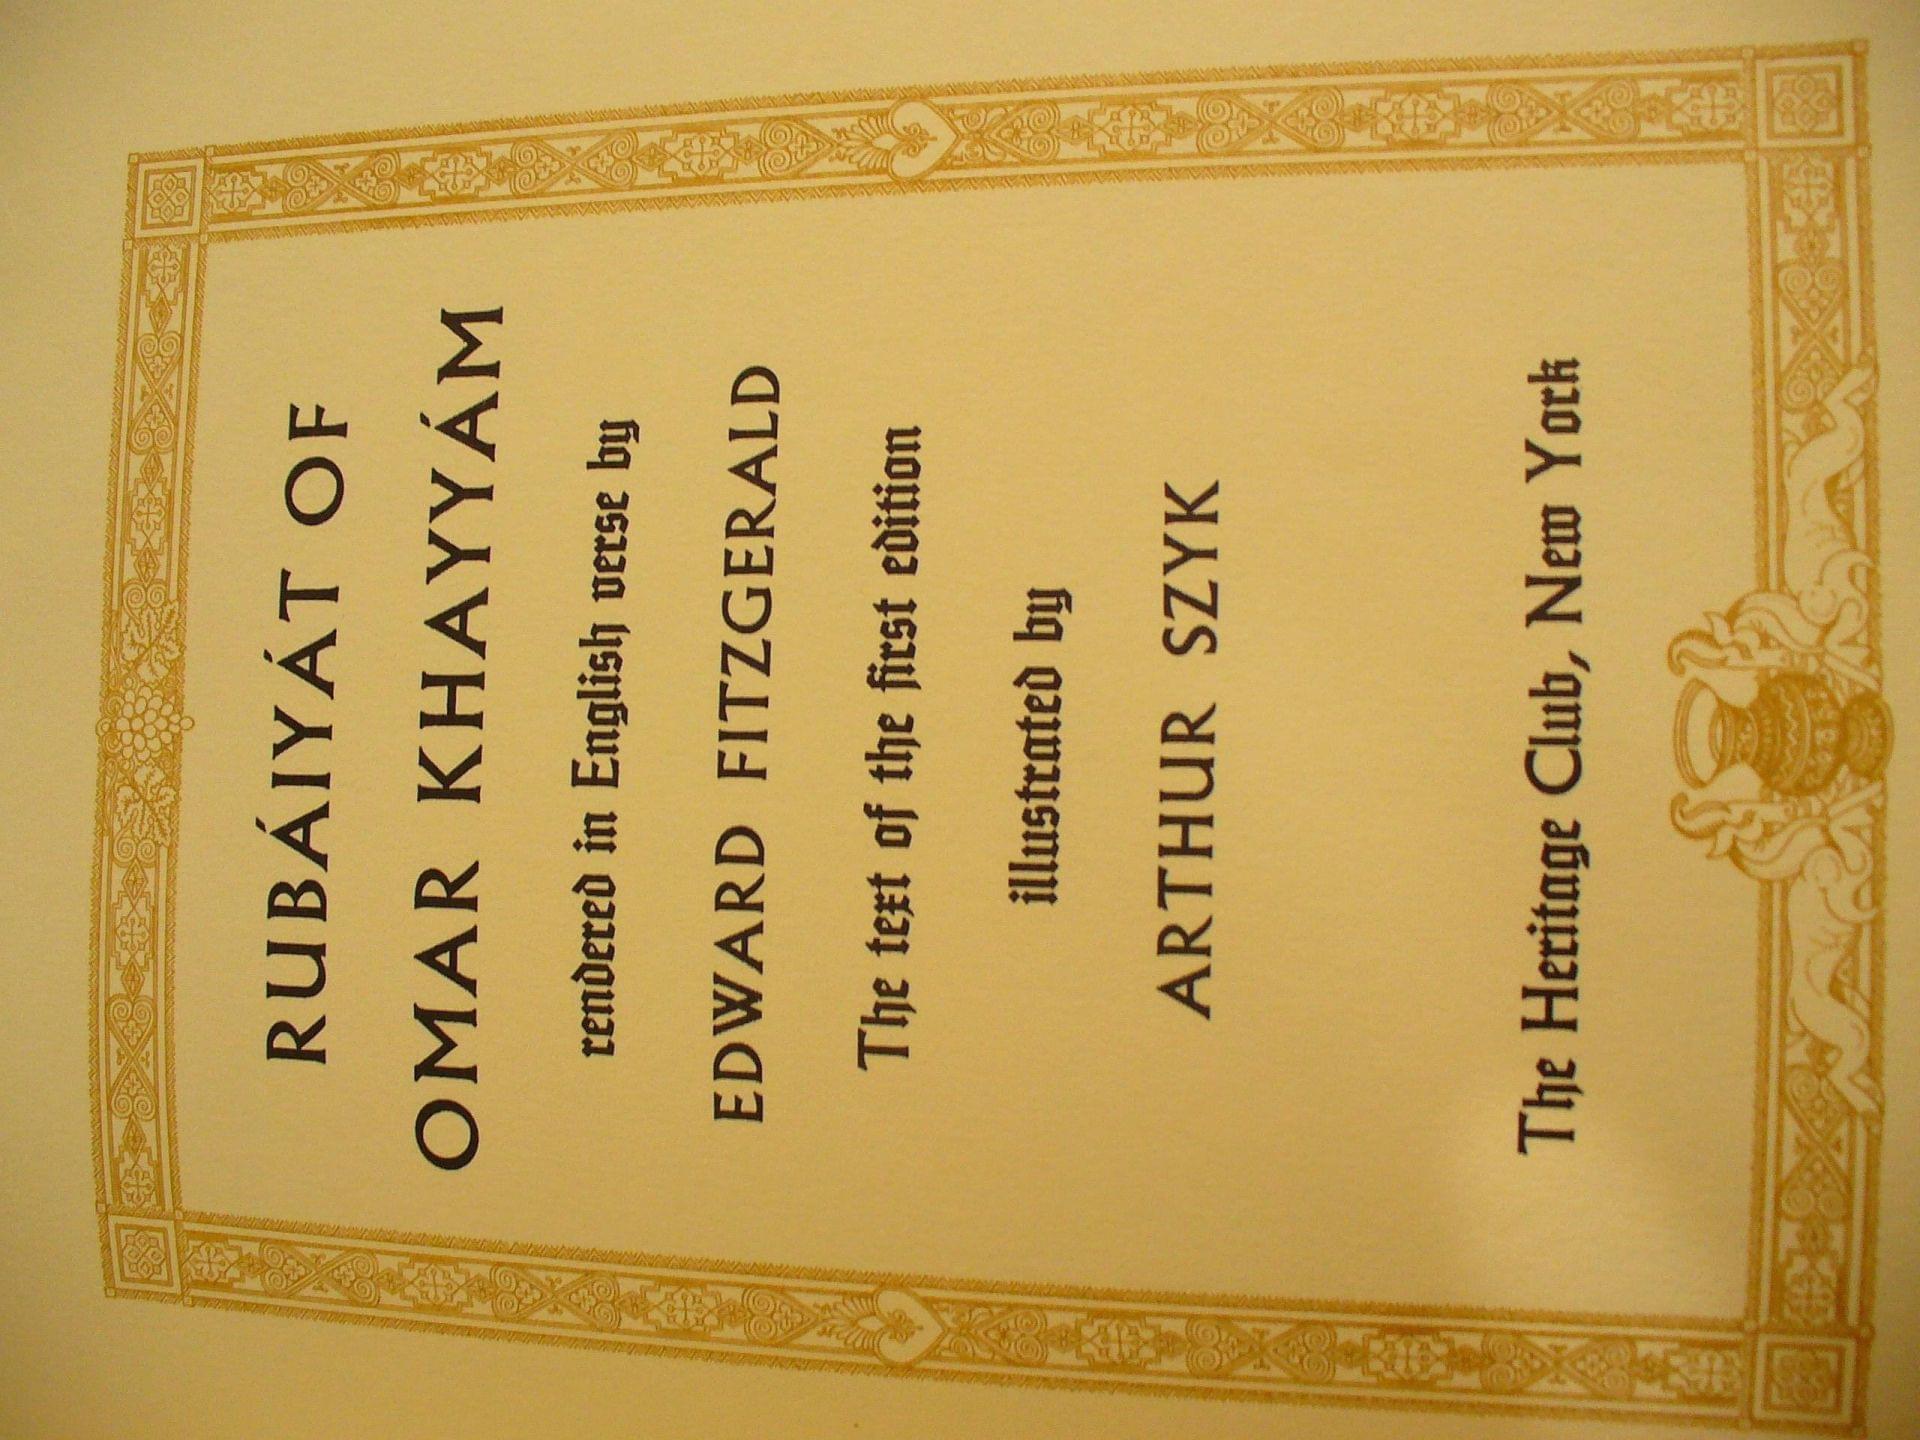 RUBÁIYÁT OF
OMAR KHAYYÁM
rendered in English verse by
EDWARD FITZGERALD
The text of the first edition
illustrated by
ARTHUR SZYK
The Heritage Club, New York